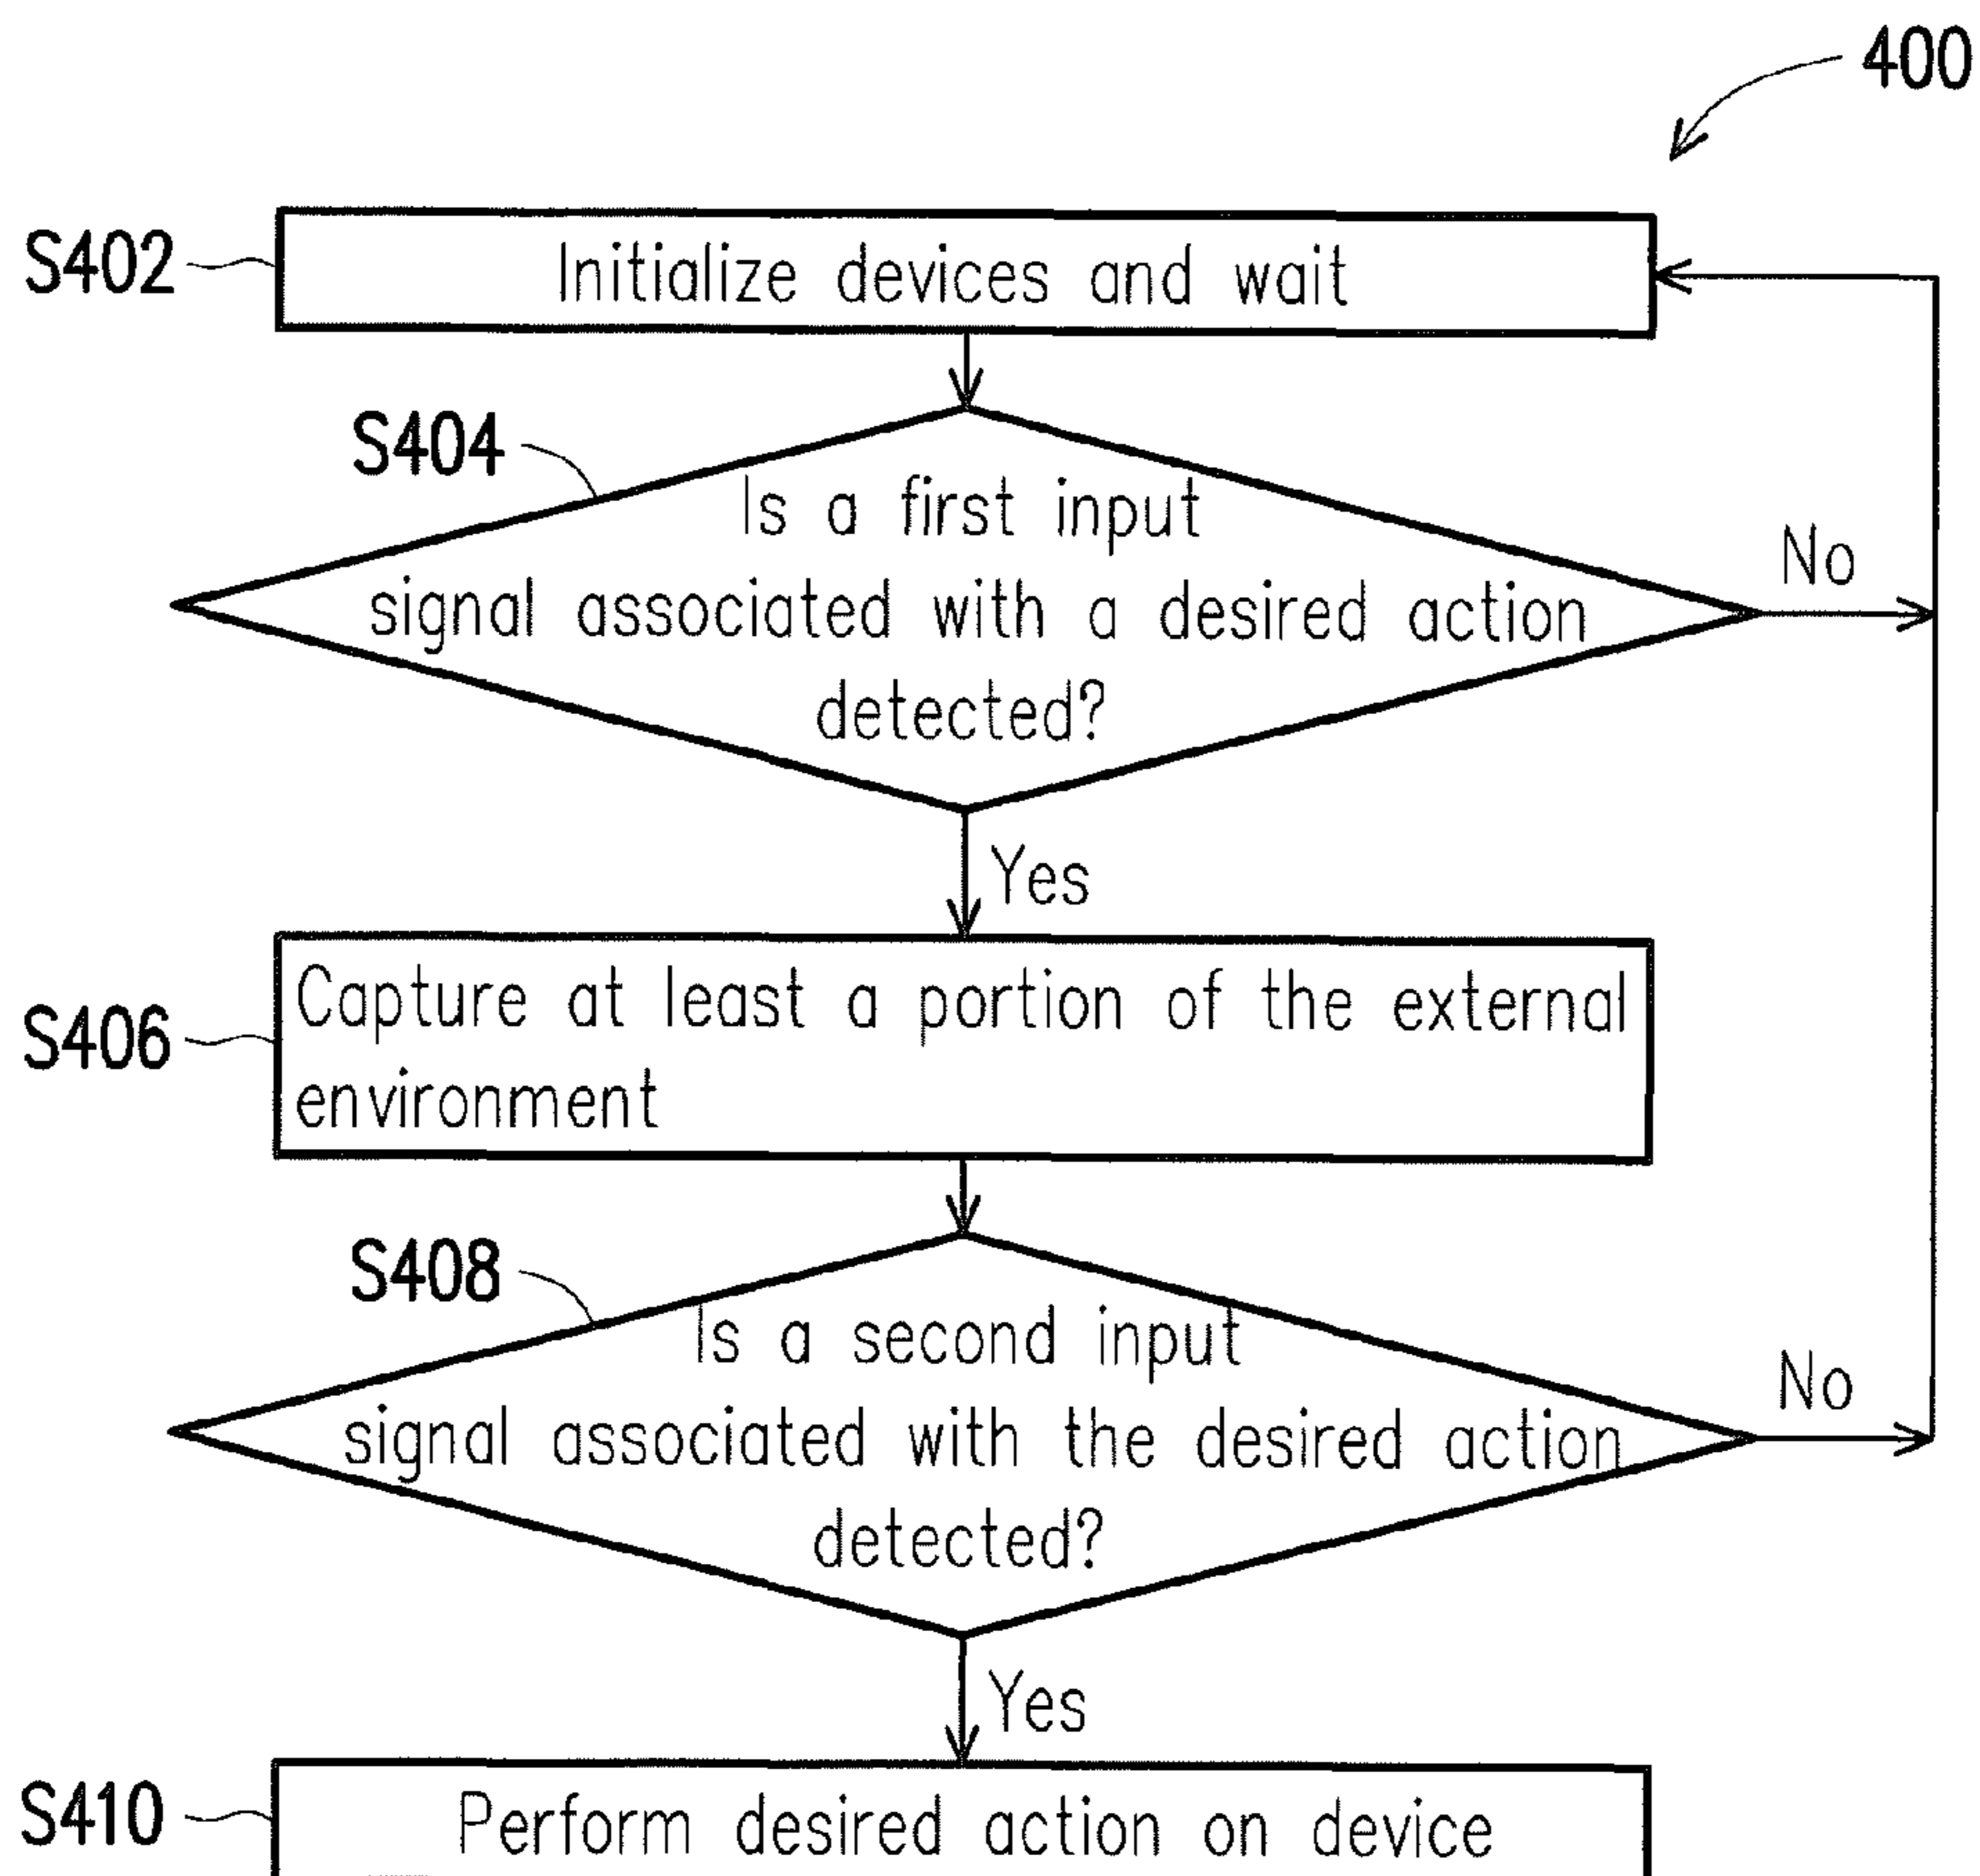 400
S402
Initialize devices and wait
S404
Is a first input
signal associated with a desired action
detected?
No
Yes
S406
Capture at least a portion of the external
environment
S408
Is a second input
signal associated with the desired action
detected?
No
Yes
S410
Perform desired action on device